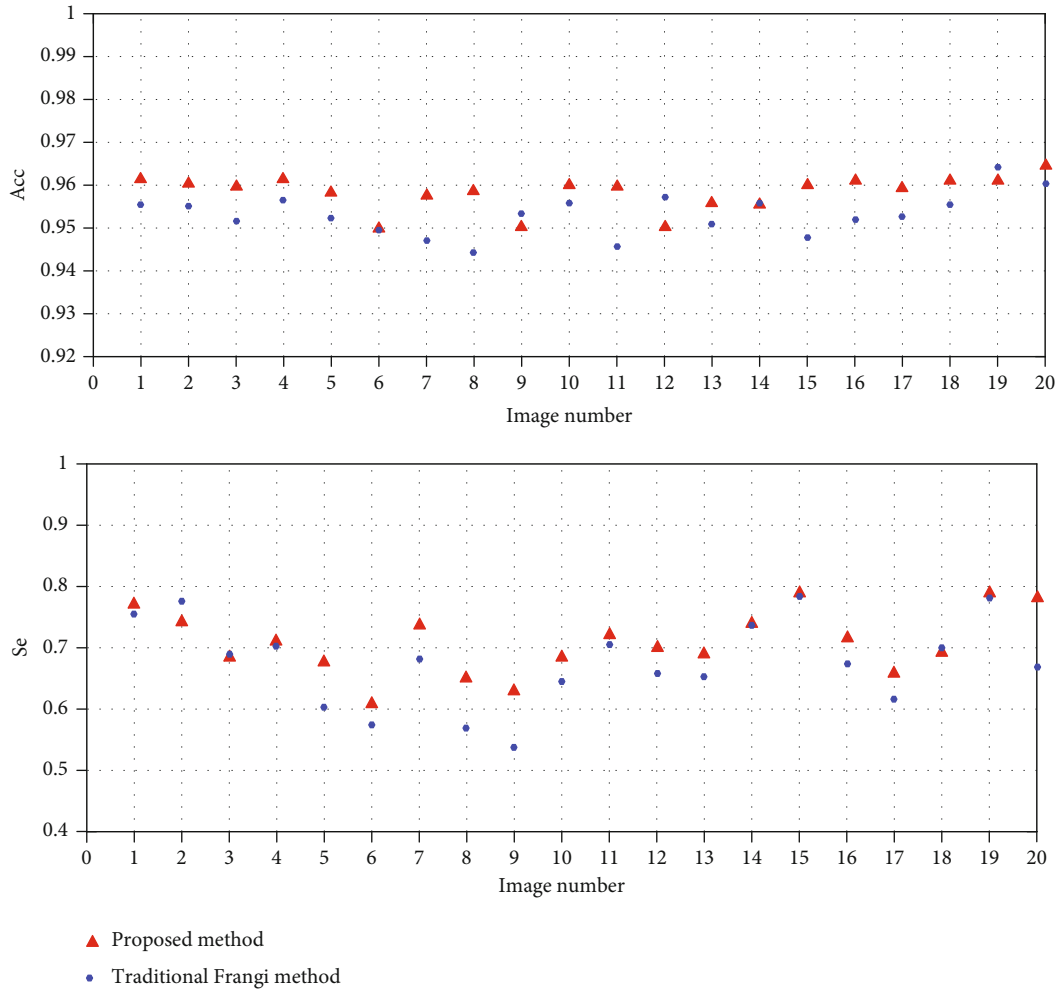 1
0.99
0.98
0.97
0.96
0.95
0.94
0.93
0.92
Acc
0 1 2 3 4 5 6 7 8 9 10 11 12 13 14 15 16 17 18 19 20
Image number
1
0.9
0.8
0.7
0.6
0.5
0.4
Se
0 1 2 3 4 5 6 7 8 9 10 11 12 13 14 15 16 17 18 19 20
Image number
Proposed method
Traditional Frangi method